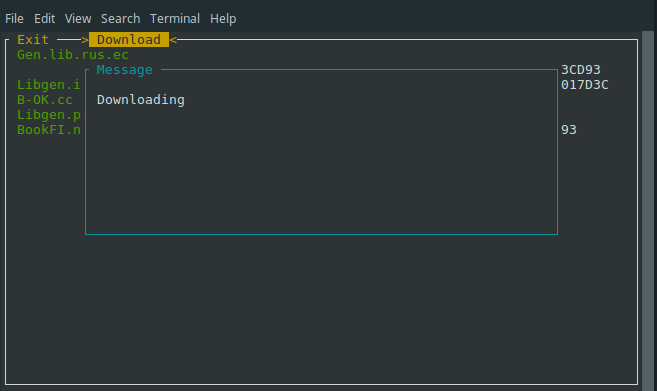 File Edit View Search Terminal Help
Exit > Download <
Gen.lib.rus.ec
Message 3CD93
Libgen.i 017D3C
B-OK.cc Downloading
Libgen.p
BookFI.n 93